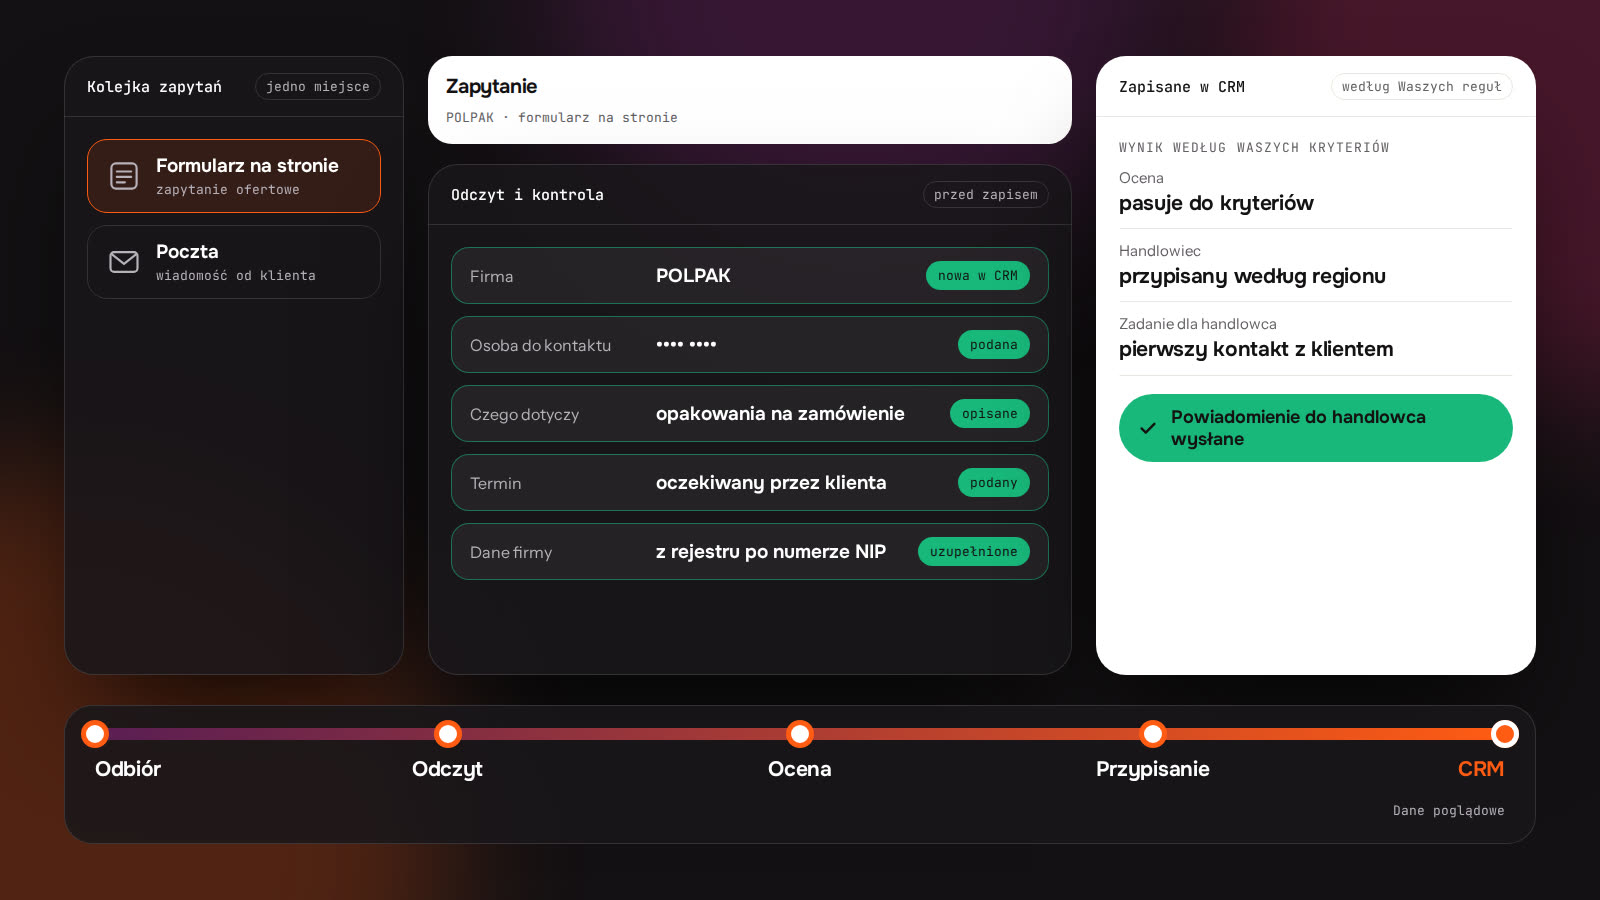 Kolejka zapytań
jedno miejsce
Formularz na stronie
zapytanie ofertowe
Poczta
wiadomość od klienta
Zapytanie
POLPAK · formularz na stronie
Odczyt i kontrola
przed zapisem
Firma
POLPAK
nowa w CRM
Osoba do kontaktu
•••• ••••
podana
Czego dotyczy
opakowania na zamówienie
opisane
Termin
oczekiwany przez klienta
podany
Dane firmy
z rejestru po numerze NIP
uzupełnione
Zapisane w CRM
według Waszych reguł
WYNIK WEDŁUG WASZYCH KRYTERIÓW
Ocena
pasuje do kryteriów
Handlowiec
przypisany według regionu
Zadanie dla handlowca
pierwszy kontakt z klientem
Powiadomienie do handlowca
wysłane
Odbiór
Odczyt
Ocena
Przypisanie
CRM
Dane poglądowe